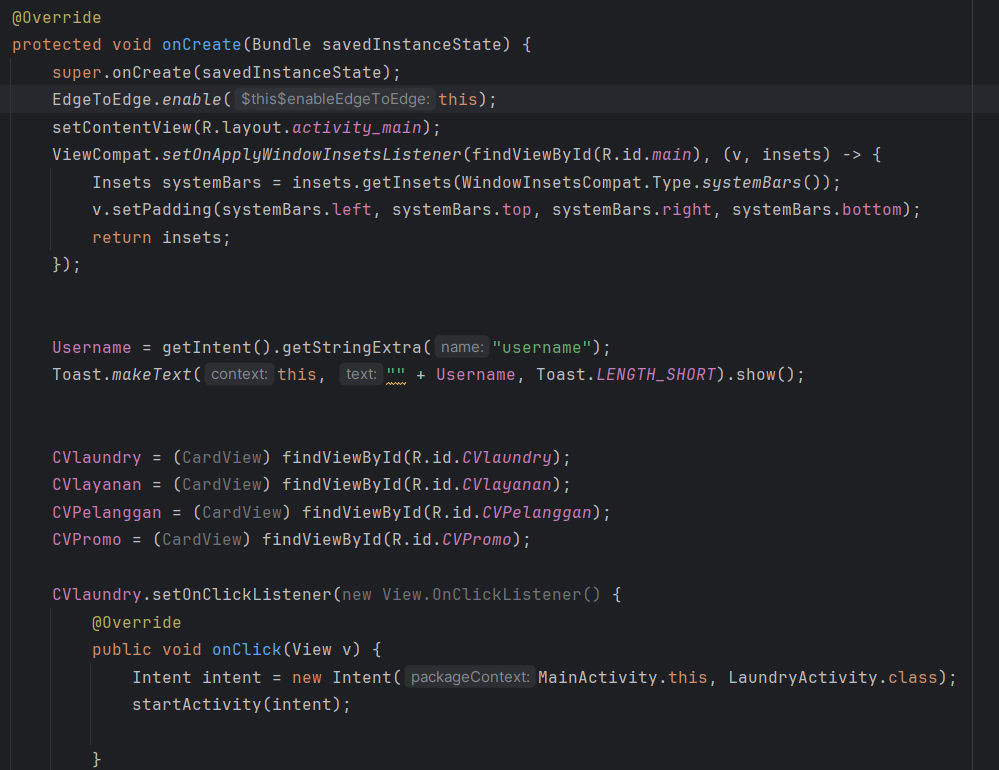 @Override
protected void onCreate(Bundle savedInstanceState) {
super.onCreate(savedInstanceState);
EdgeToEdge.enable( $this$enableEdgeToEdge: this);
setContentView(R.layout.activity_main);
ViewCompat.setOnApplyWindowInsetsListener(findViewById(R.id.main), (v, insets) -> {
Insets systemBars = insets.getInsets(WindowInsetsCompat.Type.systemBars());
v.setPadding(systemBars.left, systemBars.top, systemBars.right, systemBars.bottom);
return insets;
});
Username = getIntent().getStringExtra( name: "username");
Toast.makeText( context: this, text: "" + Username, Toast.LENGTH_SHORT).show();
CVlaundry = (CardView) findViewById(R.id.CVlaundry);
CVlayanan = (CardView) findViewById(R.id.CVlayanan);
CVPelanggan = (CardView) findViewById(R.id.CVPelanggan);
CVPromo = (CardView) findViewById(R.id.CVPromo);
CVlaundry.setOnClickListener(new View.OnClickListener() {
@Override
public void onClick(View v) {
Intent intent = new Intent( packageContext: MainActivity.this, LaundryActivity.class);
startActivity(intent);
}